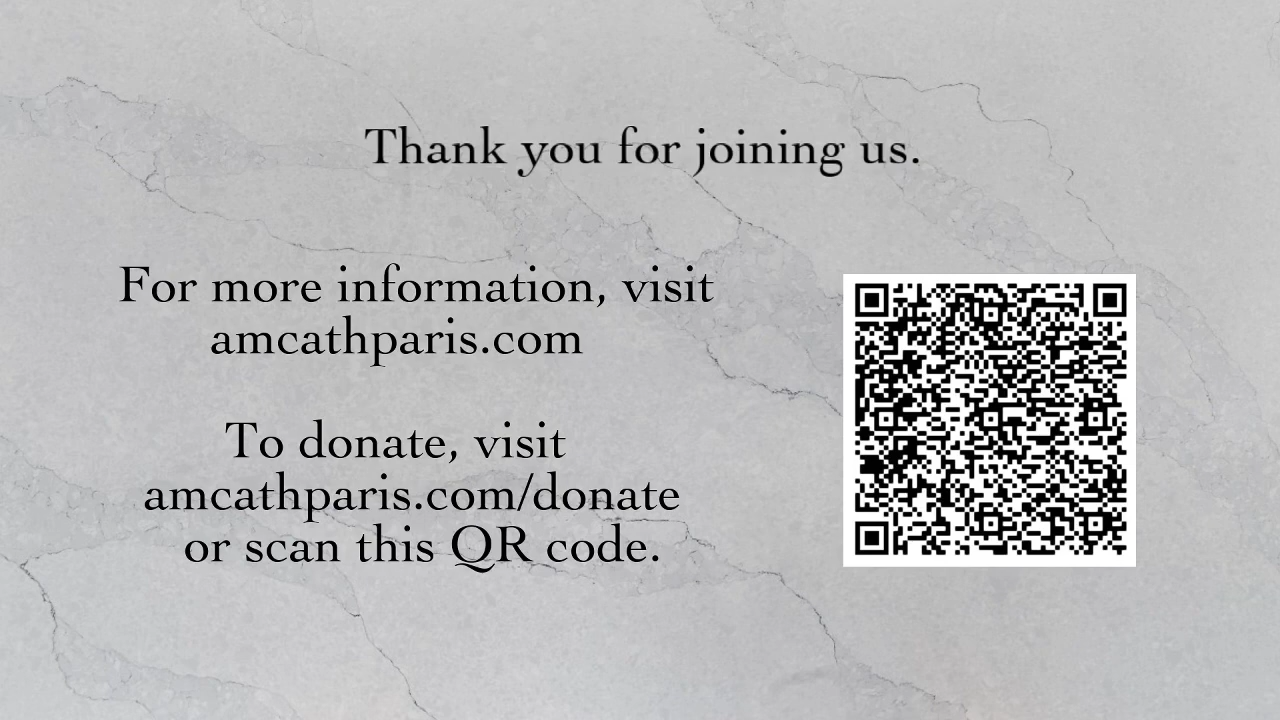 Thank you for joining us.
For more information, visit
amcathparis.com
To donate, visit
amcathparis.com/donate
or scan this QR code.